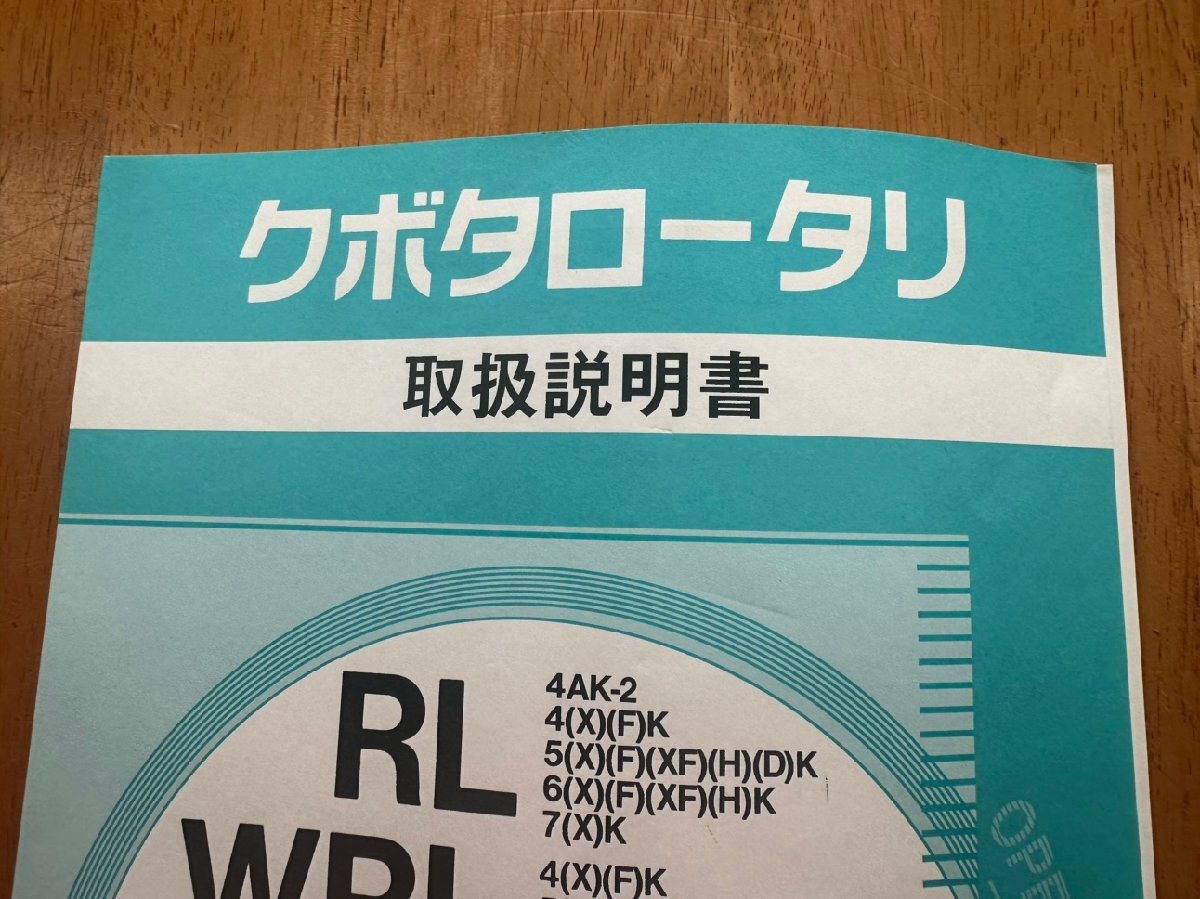 クボタロータリ
取扱説明書
RL
4AK-2
4(X)(F)K
5(X)(F)(XF)(H)(D)K
6(X)(F)(XF)(H)K
7(X)K
WRL
4(X)(F)K